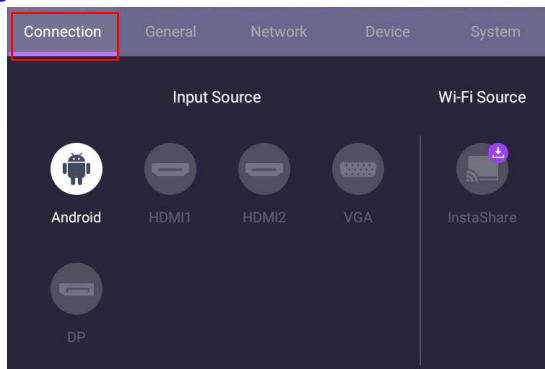 Connection General Network Device System
Input Source Wi-Fi Source
Android HDMI1 HDMI2 VGA InstaShare
DP